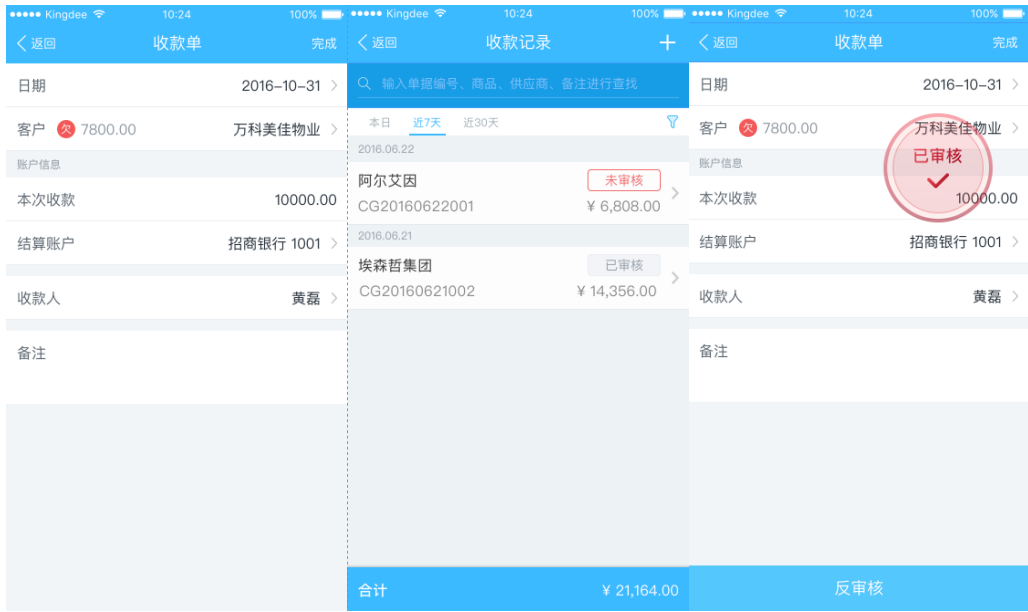 Kingdee 10:24 100%
返回 收款单 完成
日期 2016-10-31
客户 欠 7800.00 万科美佳物业
账户信息
本次收款 10000.00
结算账户 招商银行 1001
收款人 黄磊
备注
Kingdee 10:24 100%
返回 收款记录 +
输入单据编号、商品、供应商、备注进行查找
本日 近7天 近30天
2016.06.22
阿尔艾因 未审核
CG20160622001 ¥ 6,808.00
2016.06.21
埃森哲集团 已审核
CG20160621002 ¥ 14,356.00
合计 ¥ 21,164.00
Kingdee 10:24 100%
返回 收款单 完成
日期 2016-10-31
客户 欠 7800.00 万科美佳物业
已审核
账户信息
本次收款 10000.00
结算账户 招商银行 1001
收款人 黄磊
备注
反审核